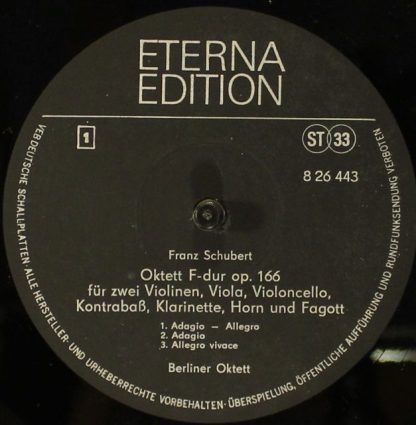 ETERNA
EDITION
1
ST 33
8 26 443
Franz Schubert
Oktett F-dur op. 166
für zwei Violinen, Viola, Violoncello,
Kontrabaß, Klarinette, Horn und Fagott
1. Adagio – Allegro
2. Adagio
3. Allegro vivace
Berliner Oktett
VEB DEUTSCHE SCHALLPLATTEN · ALLE HERSTELLER- UND URHEBERRECHTE VORBEHALTEN · ÜBERSPIELUNG, ÖFFENTLICHE AUFFÜHRUNG UND RUNDFUNKSENDUNG VERBOTEN